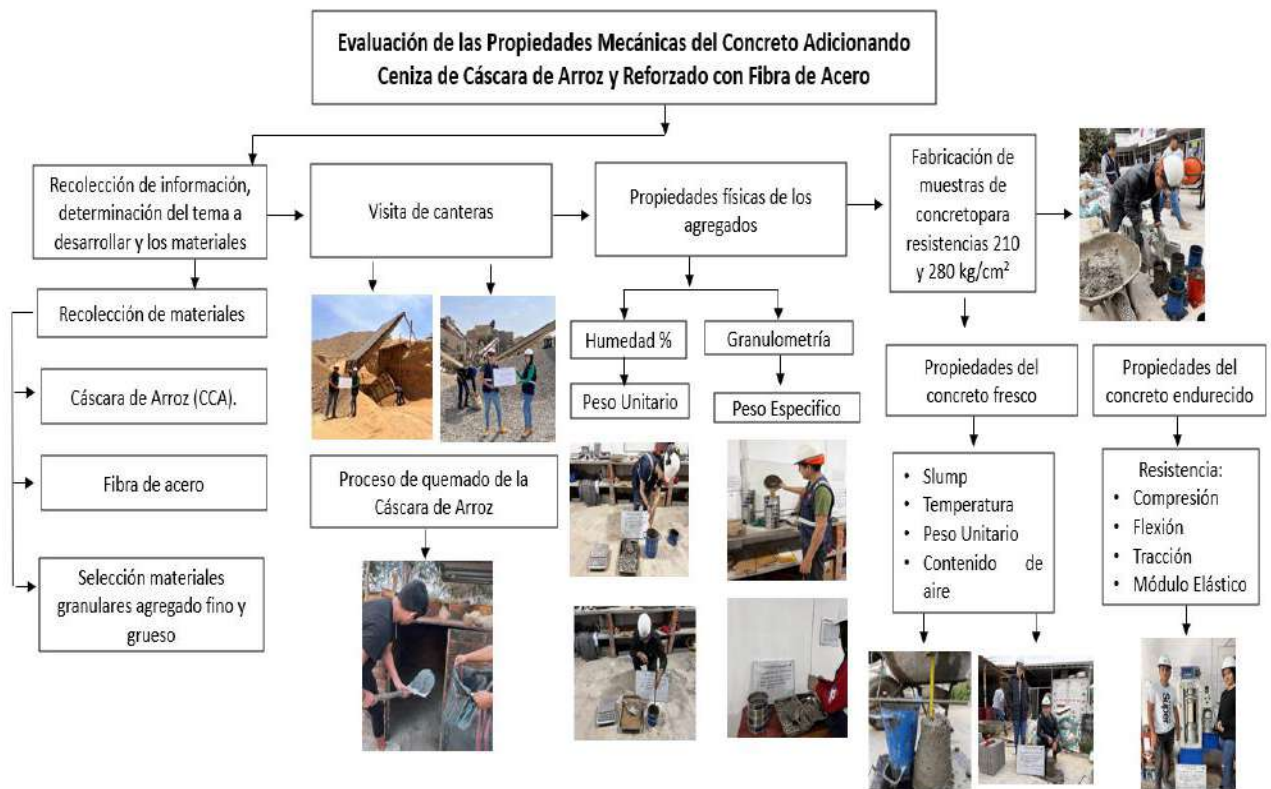 Evaluación de las Propiedades Mecánicas del Concreto Adicionando
Ceniza de Cáscara de Arroz y Reforzado con Fibra de Acero
Recolección de información,
determinación del tema a
desarrollar y los materiales
Visita de canteras
Propiedades físicas de los
agregados
Fabricación de
muestras de
concretopara
resistencias 210
y 280 kg/cm²
Recolección de materiales
Cáscara de Arroz (CCA).
Fibra de acero
Selección materiales
granulares agregado fino y
grueso
Proceso de quemado de la
Cáscara de Arroz
Humedad %
Granulometría
Peso Unitario
Peso Especifico
Propiedades del
concreto fresco
Propiedades del
concreto endurecido
• Slump
• Temperatura
• Peso Unitario
• Contenido de
aire
Resistencia:
• Compresión
• Flexión
• Tracción
• Módulo Elástico
Super